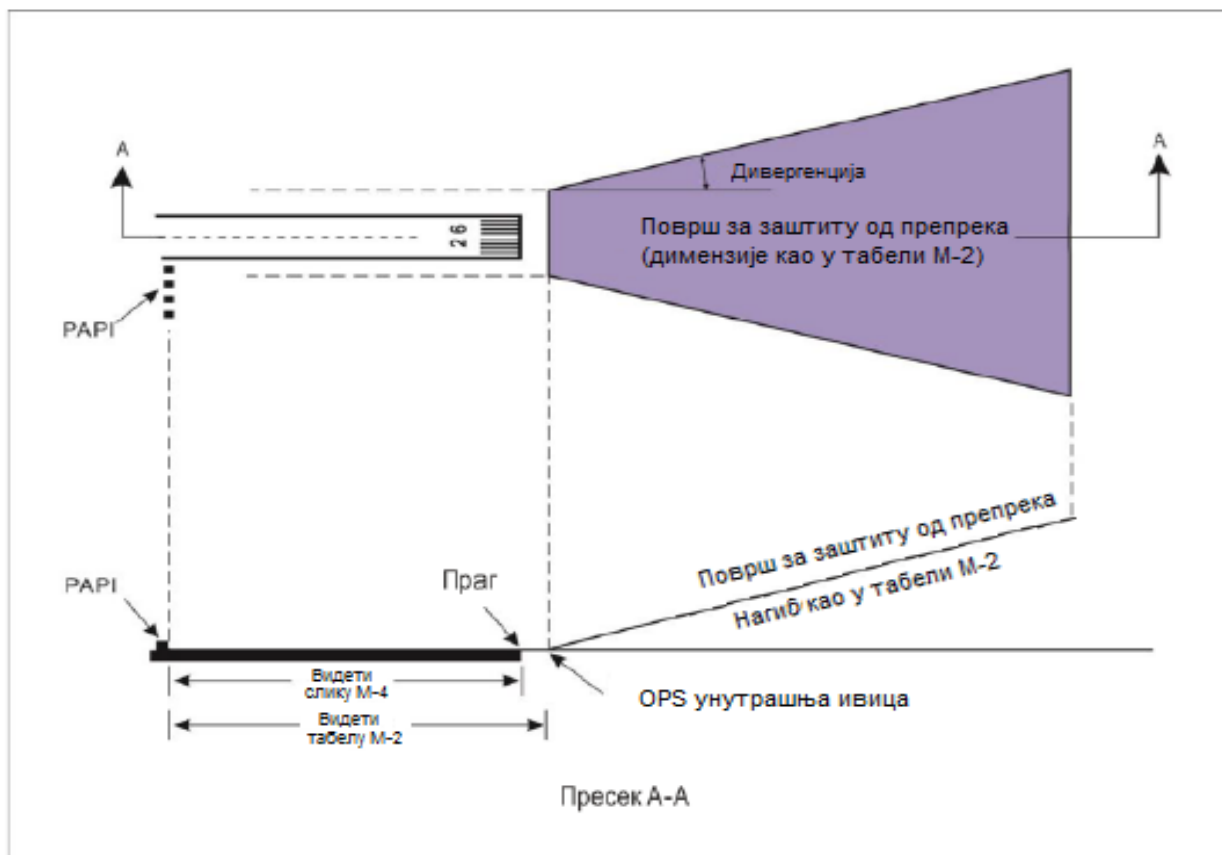 A
A
Дивергенција
Површ за заштиту од препрека
(димензије као у табели М-2)
26
PAPI
Површ за заштиту од препрека
Нагиб као у табели М-2
PAPI
Праг
Видети
слику М-4
OPS унутрашња ивица
Видети
табелу М-2
Пресек А-А